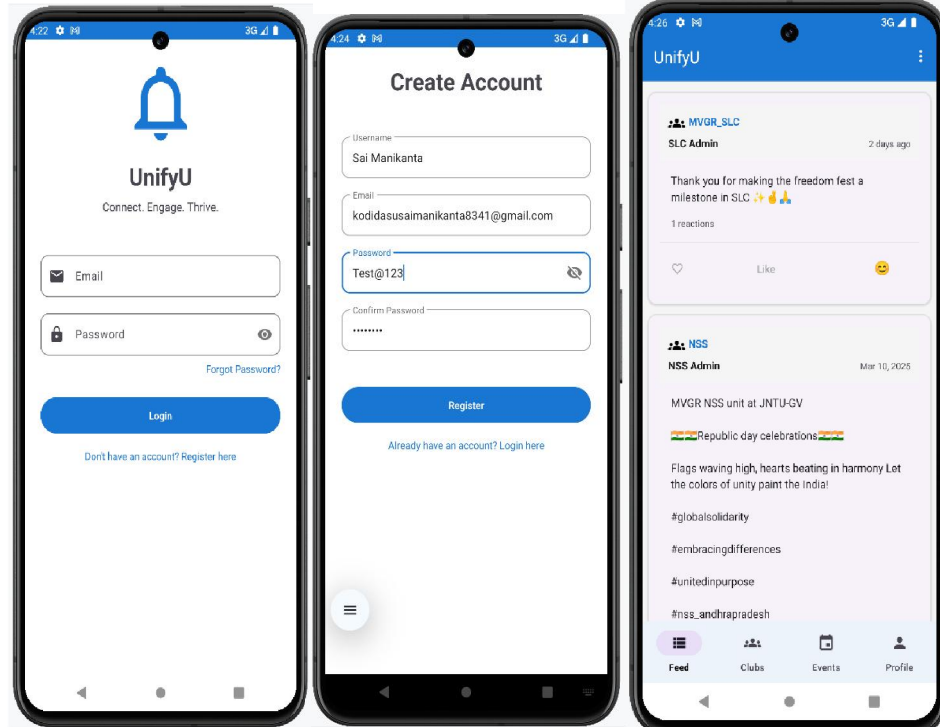 4:22
3G
UnifyU
Connect. Engage. Thrive.
Email
Password
Forgot Password?
Login
Don't have an account? Register here
4:24
3G
Create Account
Username
Sai Manikanta
Email
kodidasusaimanikanta8341@gmail.com
Password
Test@123
Confirm Password
••••••••
Register
Already have an account? Login here
4:26
3G
UnifyU
MVGR_SLC
SLC Admin
2 days ago
Thank you for making the freedom fest a
milestone in SLC ✨🤞🙏
1 reactions
Like
NSS
NSS Admin
Mar 10, 2025
MVGR NSS unit at JNTU-GV
🇮🇳🇮🇳Republic day celebrations🇮🇳🇮🇳
Flags waving high, hearts beating in harmony Let
the colors of unity paint the India!
#globalsolidarity
#embracingdifferences
#unitedinpurpose
#nss_andhrapradesh
Feed Clubs Events Profile